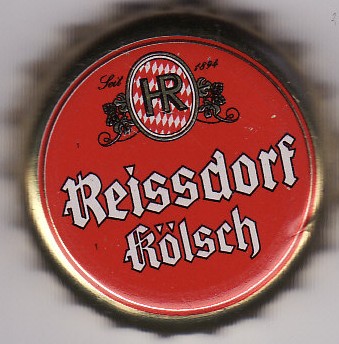 Seit 1894
HR
Reissdorf
Kölsch